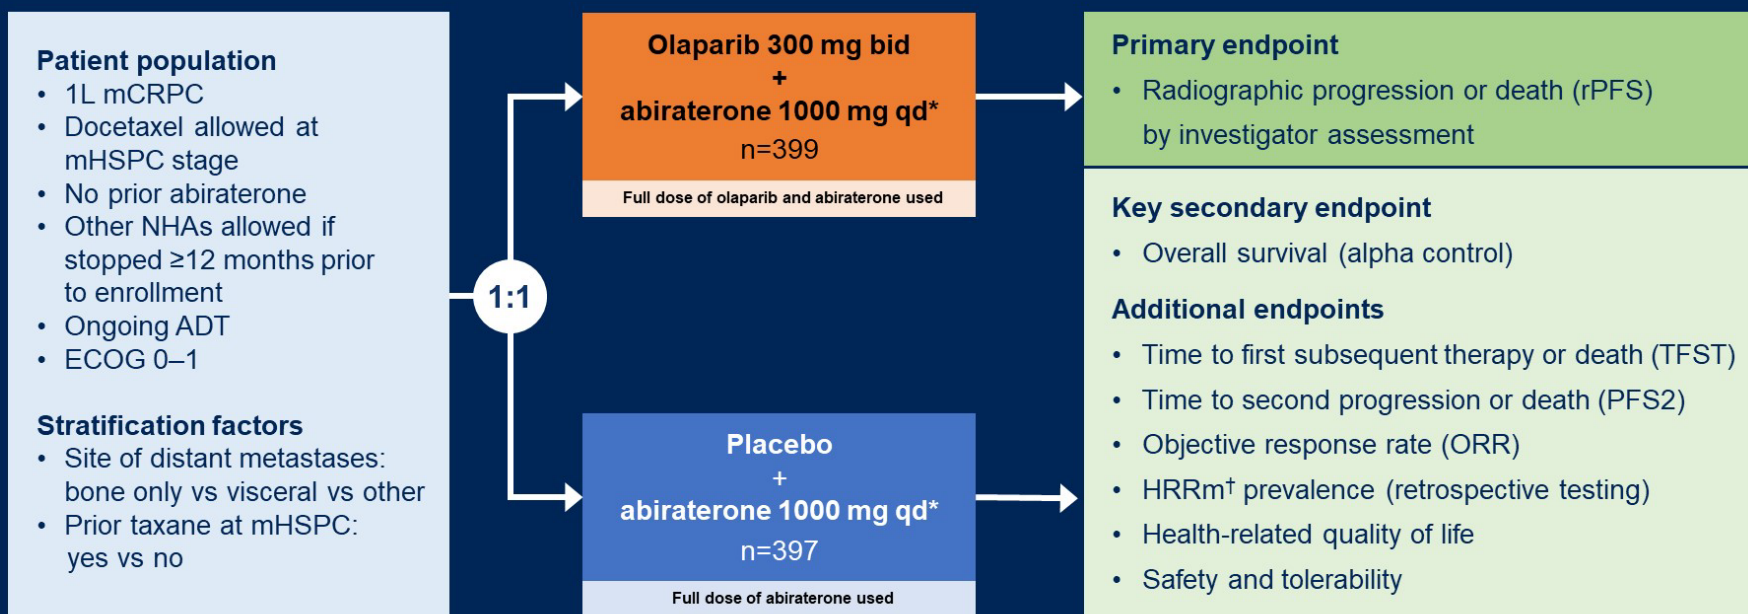 Patient population
• 1L mCRPC
• Docetaxel allowed at
mHSPC stage
• No prior abiraterone
• Other NHAs allowed if
stopped ≥12 months prior
to enrollment
• Ongoing ADT
• ECOG 0–1
Stratification factors
• Site of distant metastases:
bone only vs visceral vs other
• Prior taxane at mHSPC:
yes vs no
1:1
Olaparib 300 mg bid
+
abiraterone 1000 mg qd*
n=399
Full dose of olaparib and abiraterone used
Placebo
+
abiraterone 1000 mg qd*
n=397
Full dose of abiraterone used
Primary endpoint
• Radiographic progression or death (rPFS)
by investigator assessment
Key secondary endpoint
• Overall survival (alpha control)
Additional endpoints
• Time to first subsequent therapy or death (TFST)
• Time to second progression or death (PFS2)
• Objective response rate (ORR)
• HRRm† prevalence (retrospective testing)
• Health-related quality of life
• Safety and tolerability